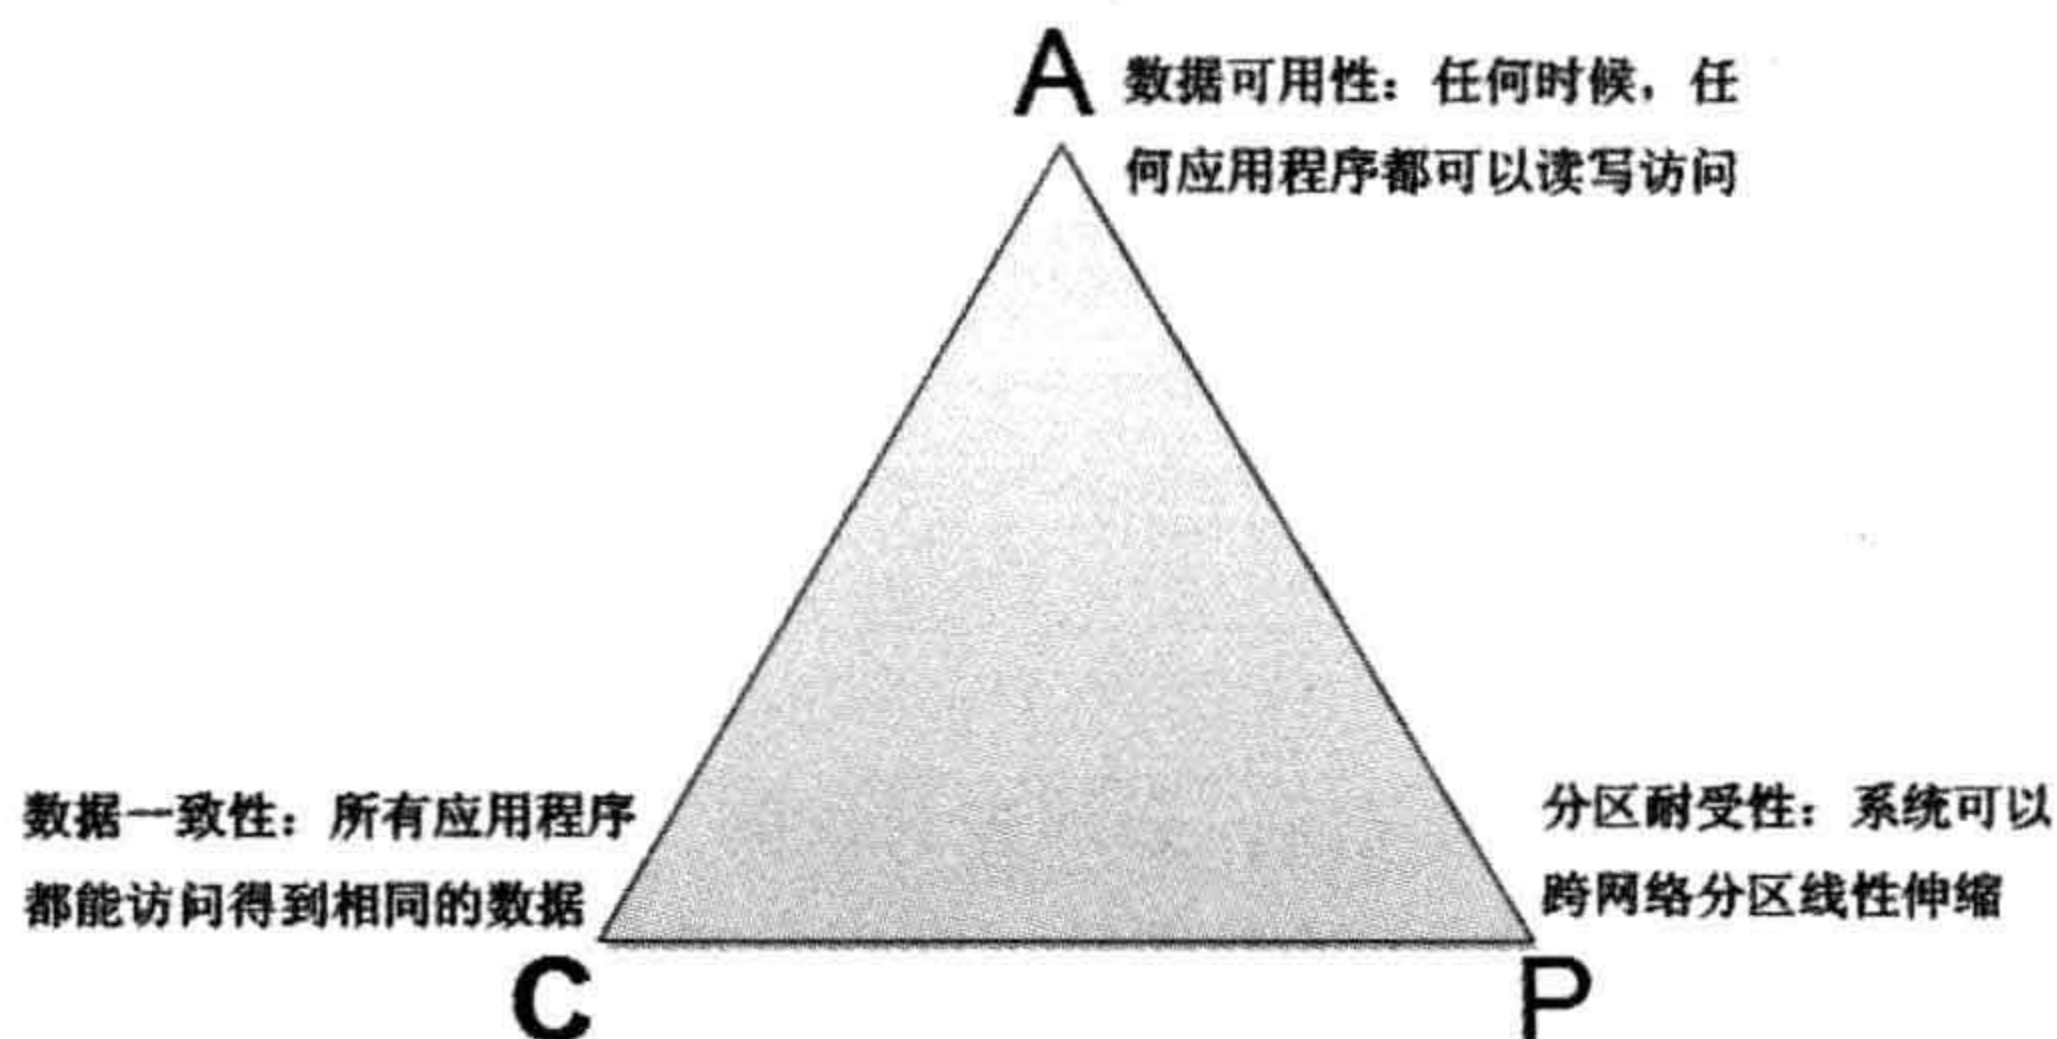 A
数据可用性：任何时候，任
何应用程序都可以读写访问
数据一致性：所有应用程序
都能访问得到相同的数据
C
分区耐受性：系统可以
跨网络分区线性伸缩
P